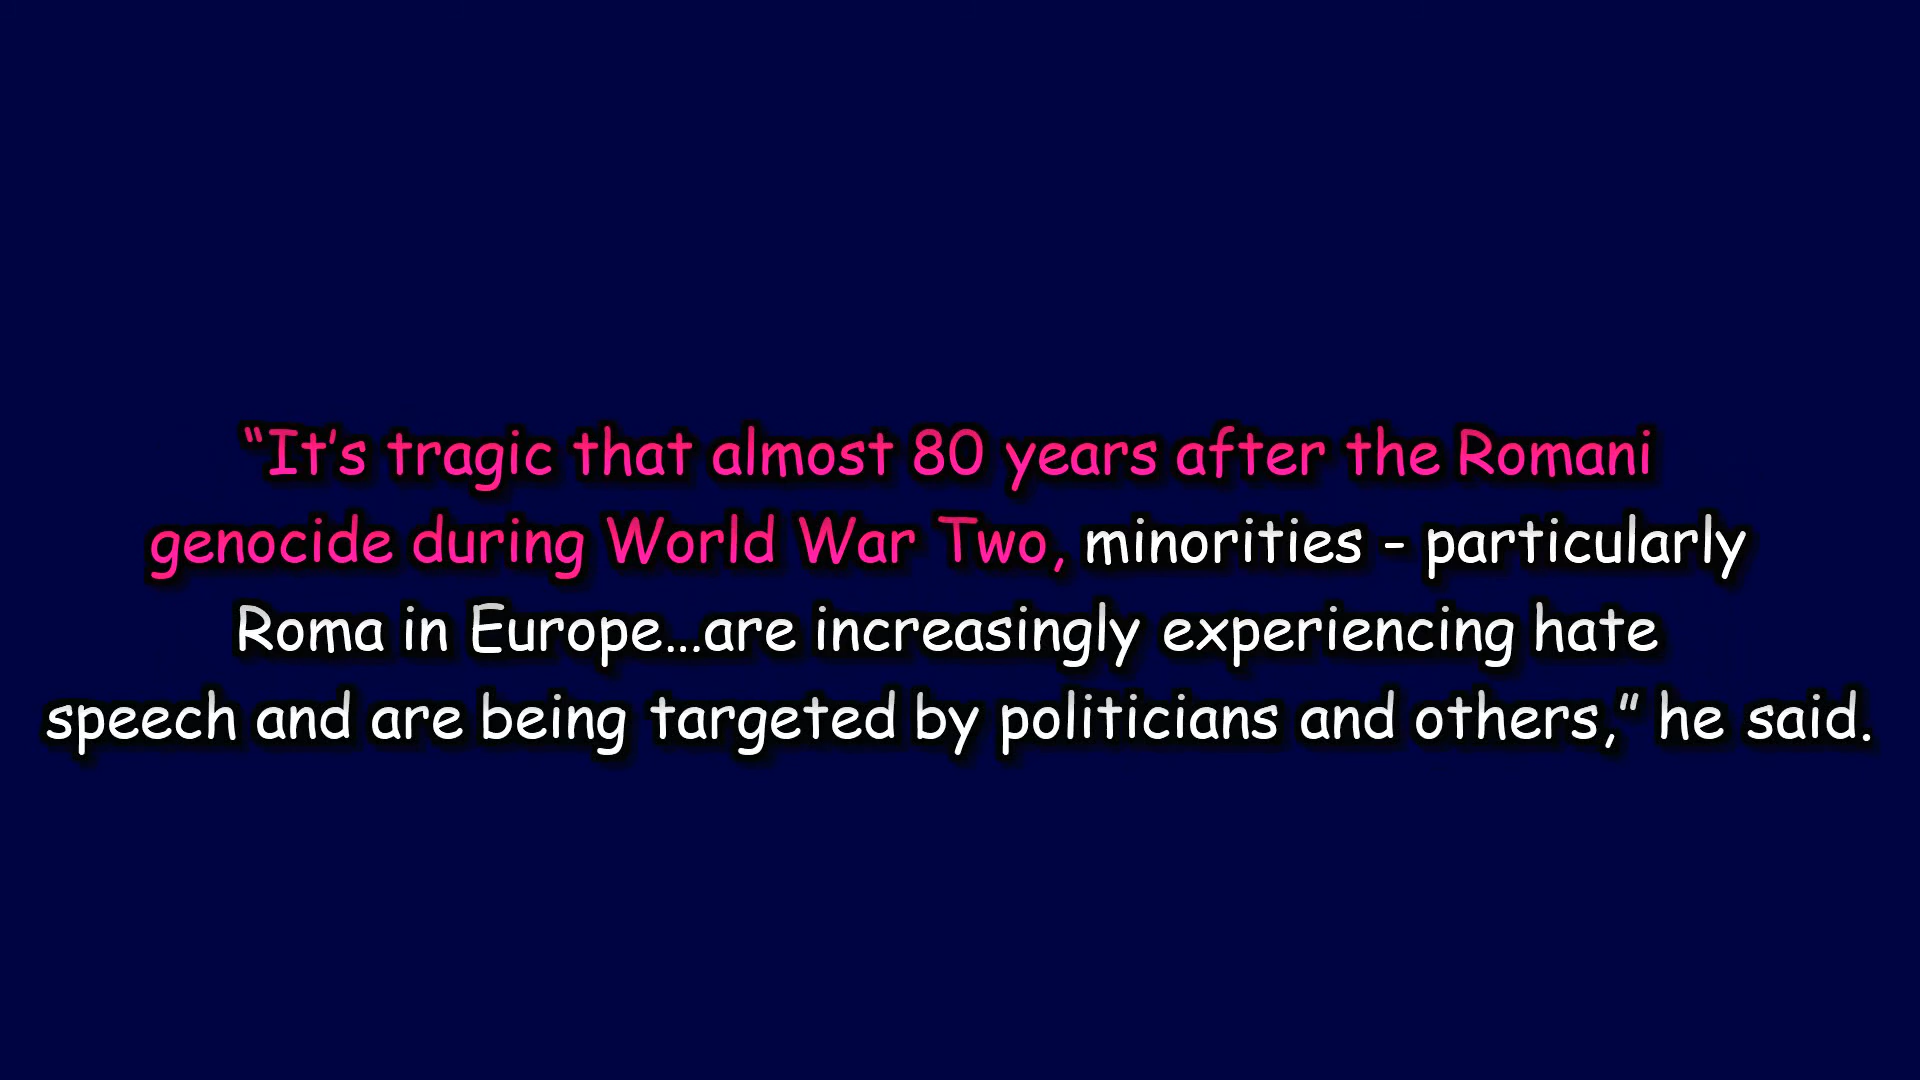 “It’s tragic that almost 80 years after the Romani
genocide during World War Two, minorities - particularly
Roma in Europe...are increasingly experiencing hate
speech and are being targeted by politicians and others,” he said.